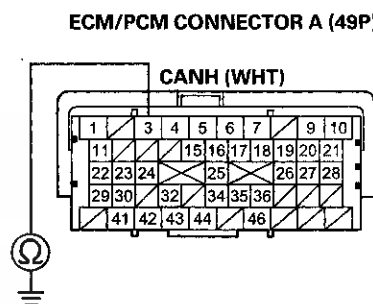 ECM/PCM CONNECTOR A (49P)
CANH (WHT)
1 3 4 5 6 7 9 10
11 15 16 17 18 19 20 21
22 23 24 25 26 27 28
29 30 32 34 35 36
41 42 43 44 46
Ω